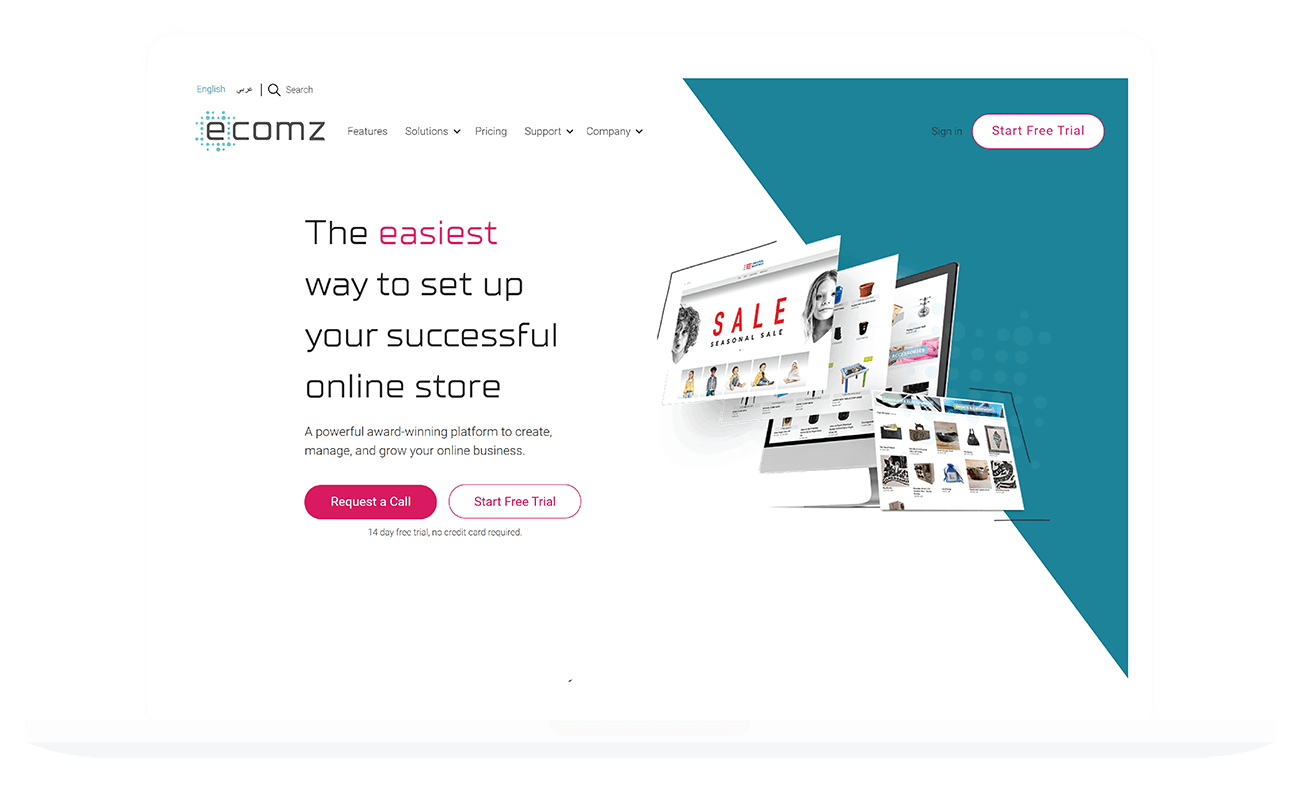 English عربي Search
ecomz Features Solutions Pricing Support Company Sign in Start Free Trial
The easiest
way to set up
your successful
online store
A powerful award-winning platform to create,
manage, and grow your online business.
Request a Call Start Free Trial
14 day free trial, no credit card required.
SALE
SEASONAL SALE
ACCESSORIES